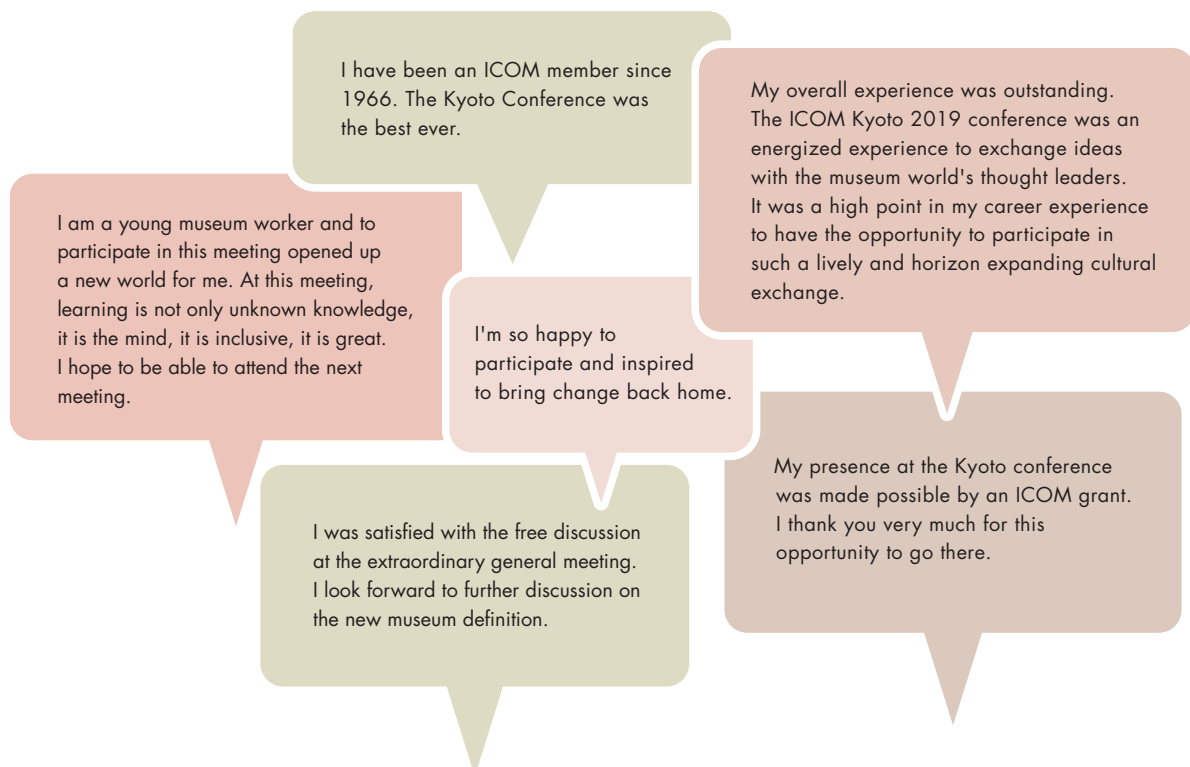 I have been an ICOM member since
1966. The Kyoto Conference was
the best ever.
My overall experience was outstanding.
The ICOM Kyoto 2019 conference was an
energized experience to exchange ideas
with the museum world's thought leaders.
It was a high point in my career experience
to have the opportunity to participate in
such a lively and horizon expanding cultural
exchange.
I am a young museum worker and to
participate in this meeting opened up
a new world for me. At this meeting,
learning is not only unknown knowledge,
it is the mind, it is inclusive, it is great.
I hope to be able to attend the next
meeting.
I'm so happy to
participate and inspired
to bring change back home.
My presence at the Kyoto conference
was made possible by an ICOM grant.
I thank you very much for this
opportunity to go there.
I was satisfied with the free discussion
at the extraordinary general meeting.
I look forward to further discussion on
the new museum definition.